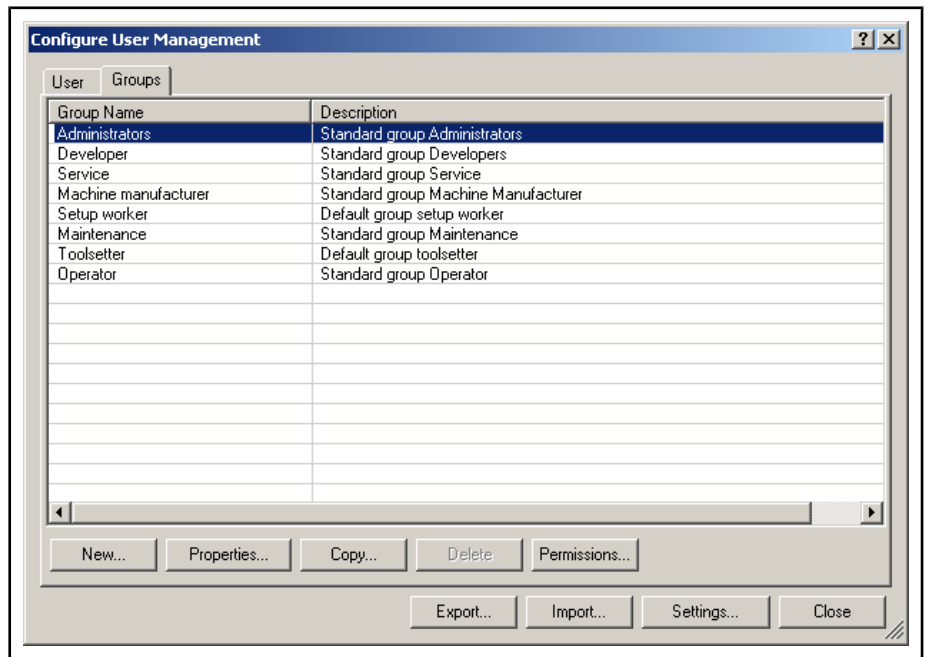 Configure User Management
User Groups
Group Name Description
Administrators Standard group Administrators
Developer Standard group Developers
Service Standard group Service
Machine manufacturer Standard group Machine Manufacturer
Setup worker Default group setup worker
Maintenance Standard group Maintenance
Toolsetter Default group toolsetter
Operator Standard group Operator
New... Properties... Copy... Delete Permissions...
Export... Import... Settings... Close